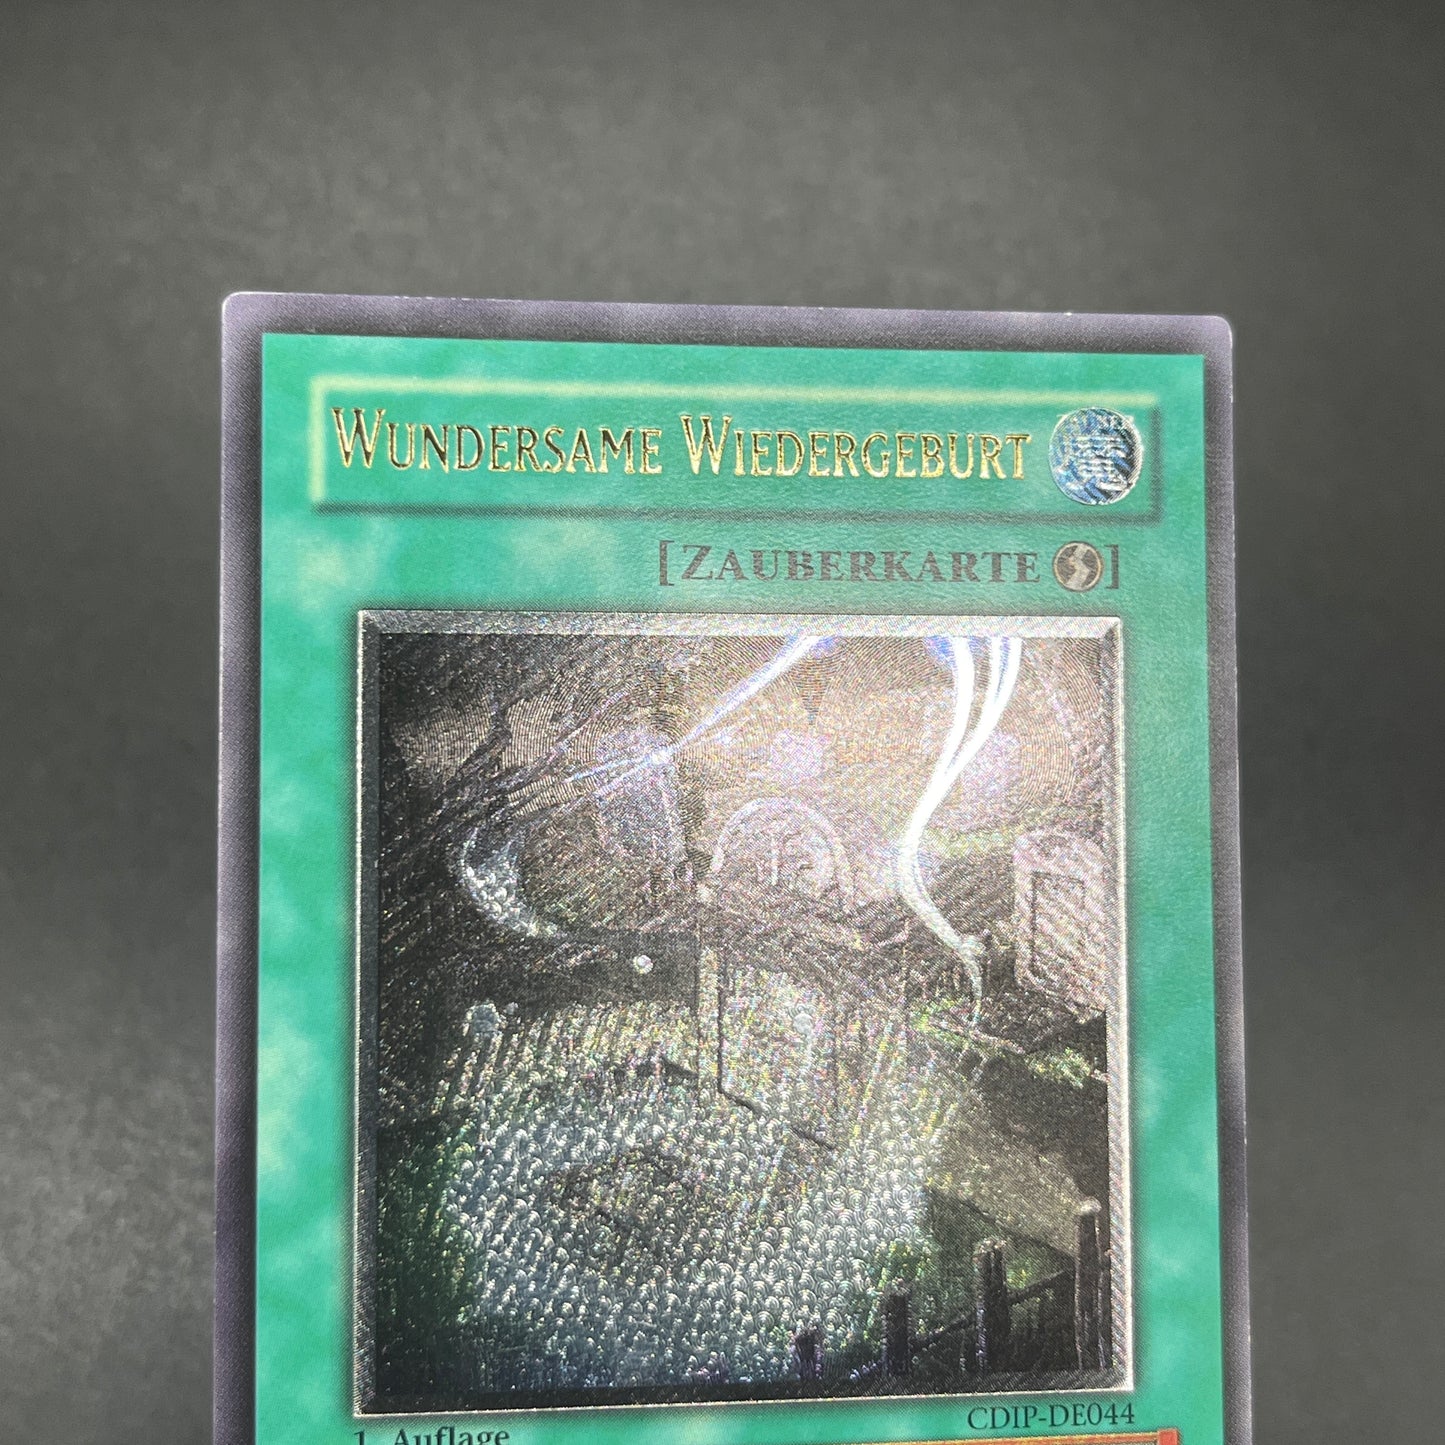 WUNDERSAME WIEDERGEBURT
[ZAUBERKARTE]
CDIP-DE044
1. Auflage